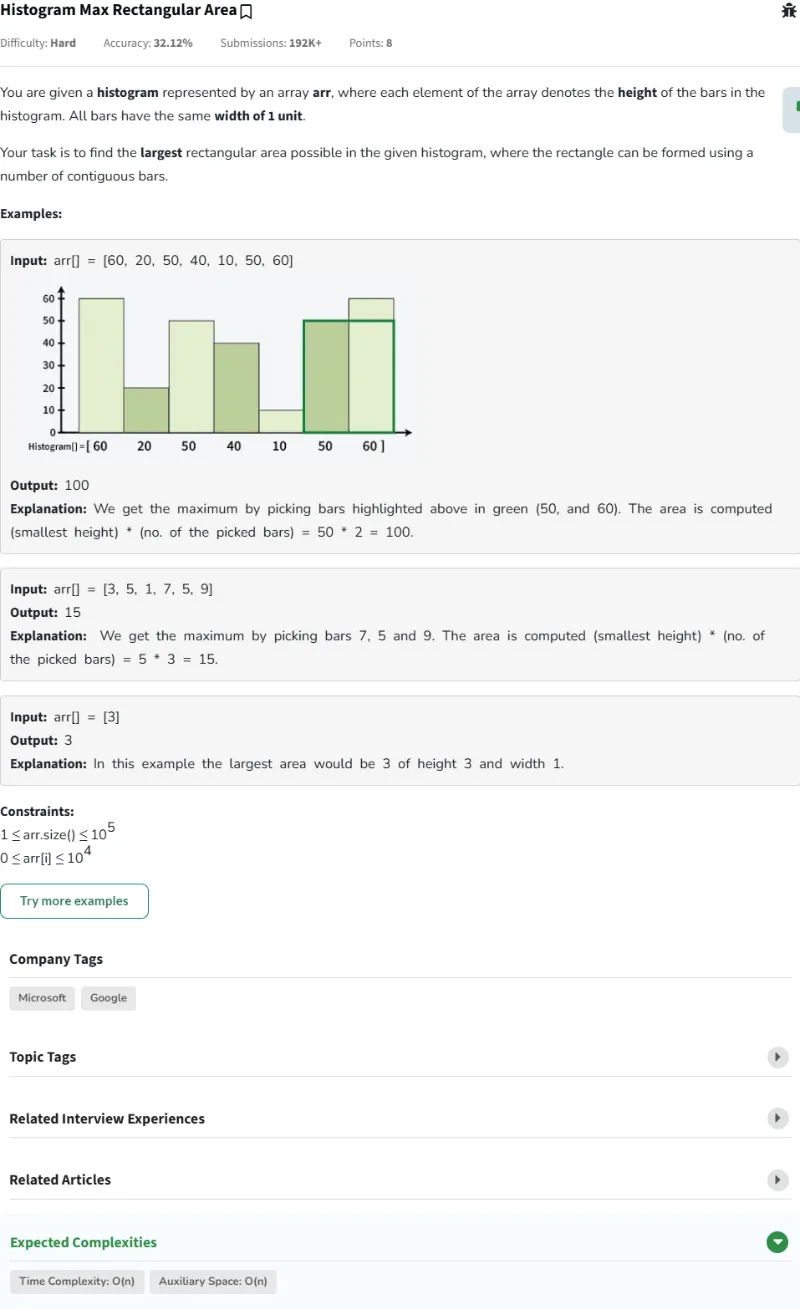 Histogram Max Rectangular Area
Difficulty: Hard Accuracy: 32.12% Submissions: 192K+ Points: 8
You are given a histogram represented by an array arr, where each element of the array denotes the height of the bars in the
histogram. All bars have the same width of 1 unit.
Your task is to find the largest rectangular area possible in the given histogram, where the rectangle can be formed using a
number of contiguous bars.
Examples:
Input: arr[] = [60, 20, 50, 40, 10, 50, 60]
60
50
40
30
20
10
0
Histogram[] = [ 60 20 50 40 10 50 60 ]
Output: 100
Explanation: We get the maximum by picking bars highlighted above in green (50, and 60). The area is computed
(smallest height) * (no. of the picked bars) = 50 * 2 = 100.
Input: arr[] = [3, 5, 1, 7, 5, 9]
Output: 15
Explanation: We get the maximum by picking bars 7, 5 and 9. The area is computed (smallest height) * (no. of
the picked bars) = 5 * 3 = 15.
Input: arr[] = [3]
Output: 3
Explanation: In this example the largest area would be 3 of height 3 and width 1.
Constraints:
1 ≤ arr.size() ≤ 10^5
0 ≤ arr[i] ≤ 10^4
Try more examples
Company Tags
Microsoft Google
Topic Tags
Related Interview Experiences
Related Articles
Expected Complexities
Time Complexity: O(n) Auxiliary Space: O(n)